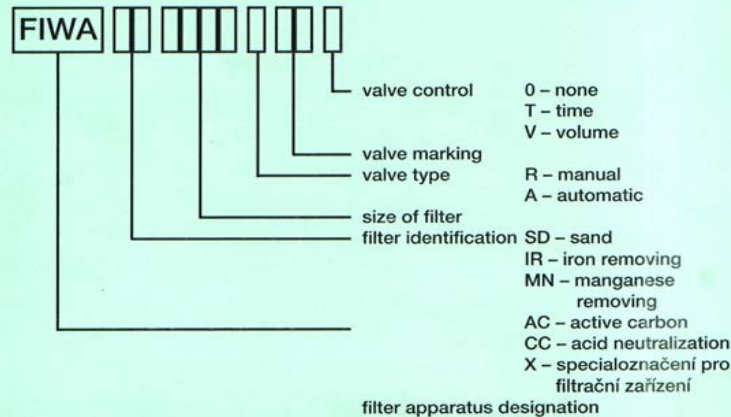 FIWA
valve control 0 – none
T – time
V – volume
valve marking
valve type R – manual
A – automatic
size of filter
filter identification SD – sand
IR – iron removing
MN – manganese
removing
AC – active carbon
CC – acid neutralization
X – specialoznačení pro
filtrační zařízení
filter apparatus designation